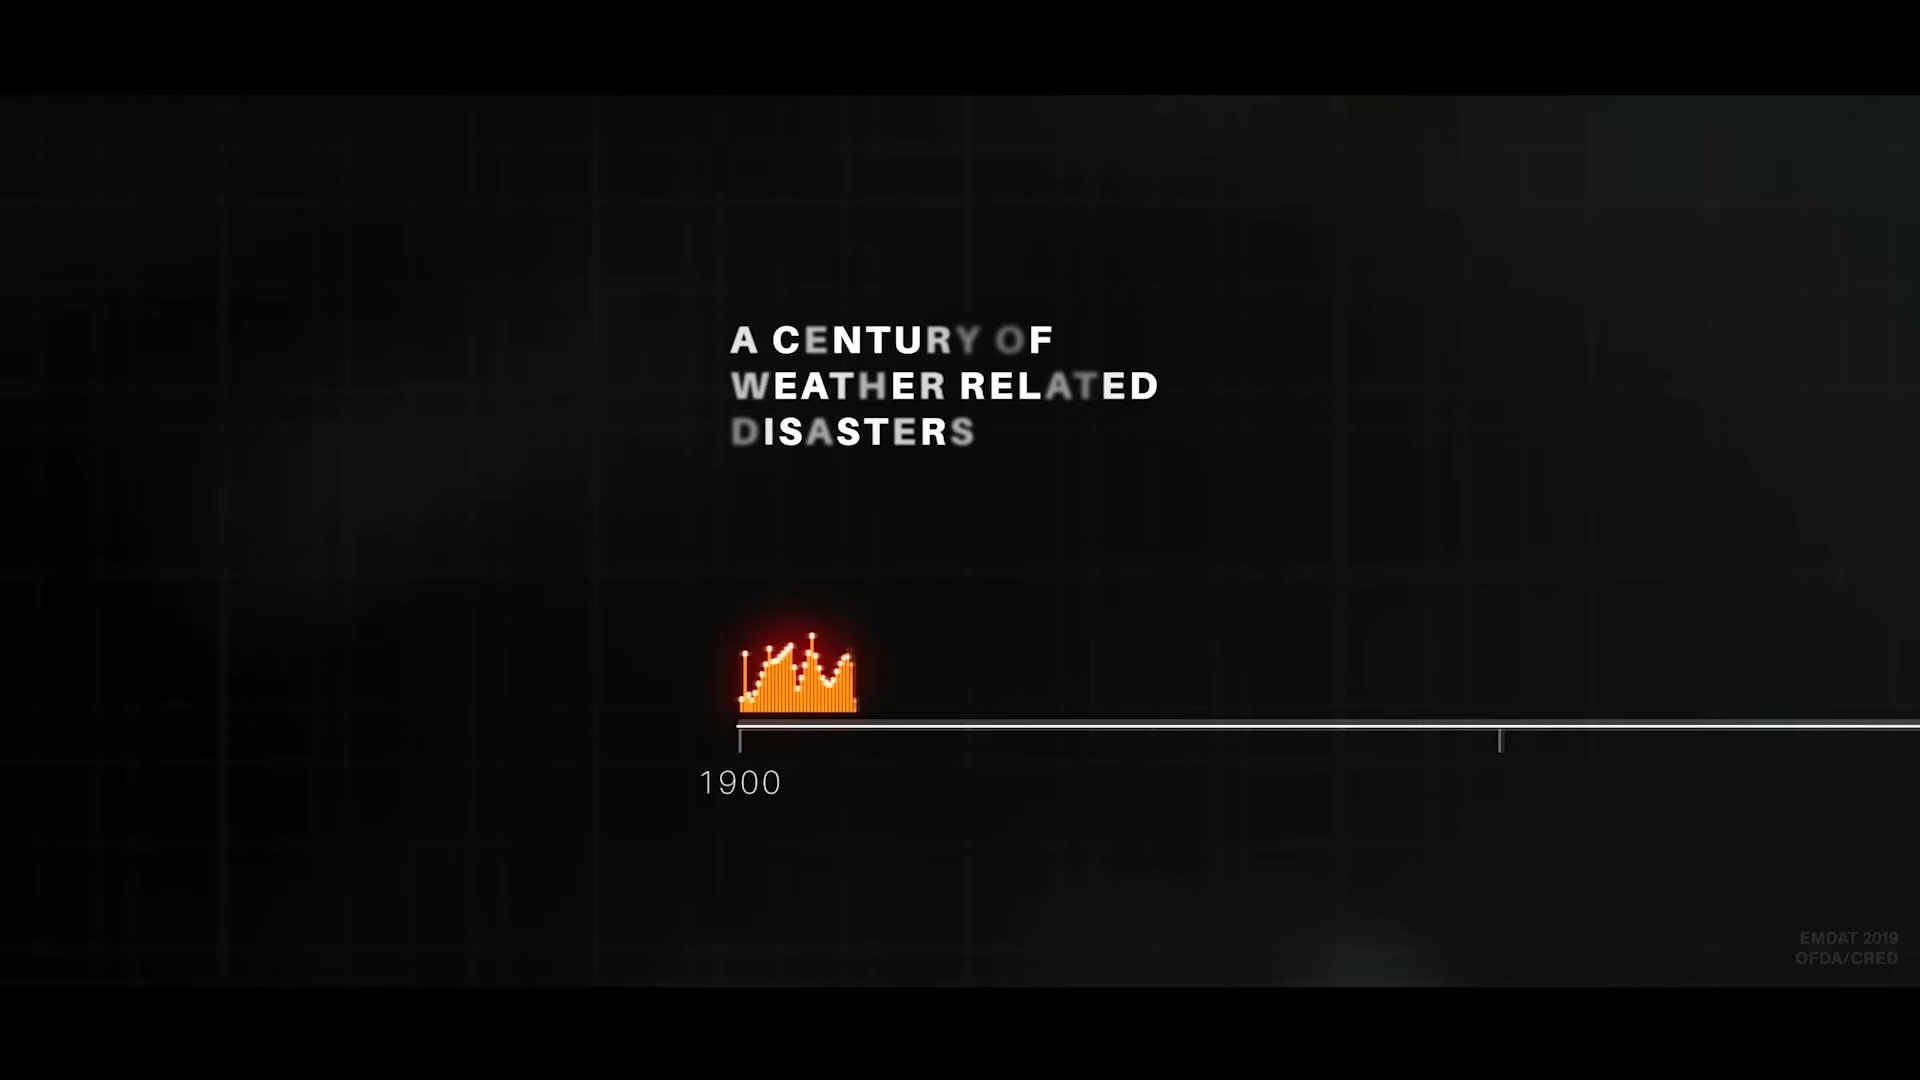 A CENTURY OF
WEATHER RELATED
DISASTERS
1900
EMDAT 2019
OFDA/CRED